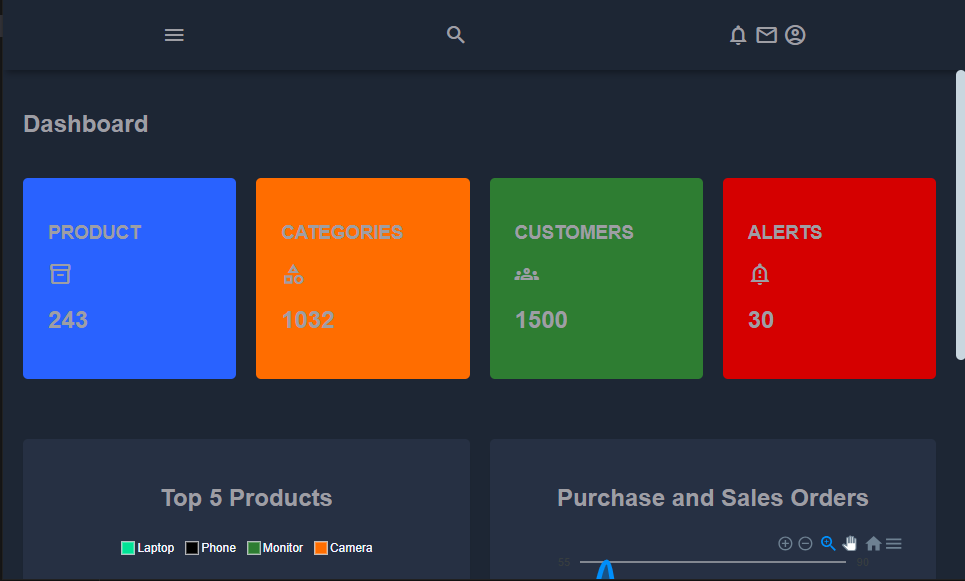 Dashboard
PRODUCT
243
CATEGORIES
1032
CUSTOMERS
1500
ALERTS
30
Top 5 Products
Laptop Phone Monitor Camera
Purchase and Sales Orders
55 90